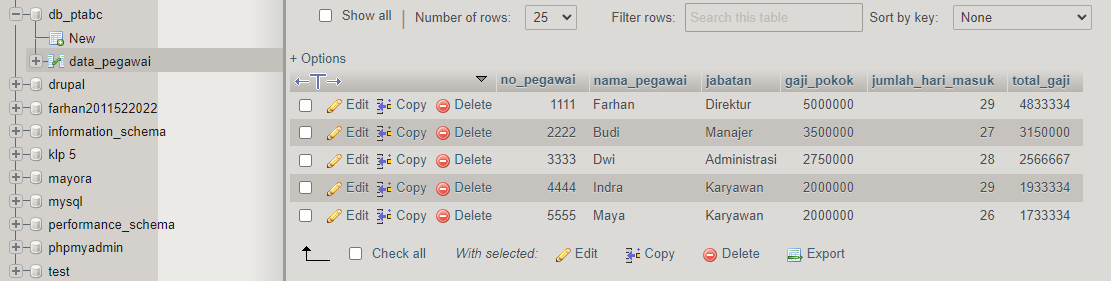 db_ptabc
New
data_pegawai
drupal
farhan2011522022
information_schema
klp 5
mayora
mysql
performance_schema
phpmyadmin
test
Show all | Number of rows: 25 Filter rows: Search this table Sort by key: None
+ Options
←T→ no_pegawai nama_pegawai jabatan gaji_pokok jumlah_hari_masuk total_gaji
Edit Copy Delete 1111 Farhan Direktur 5000000 29 4833334
Edit Copy Delete 2222 Budi Manajer 3500000 27 3150000
Edit Copy Delete 3333 Dwi Administrasi 2750000 28 2566667
Edit Copy Delete 4444 Indra Karyawan 2000000 29 1933334
Edit Copy Delete 5555 Maya Karyawan 2000000 26 1733334
Check all With selected: Edit Copy Delete Export